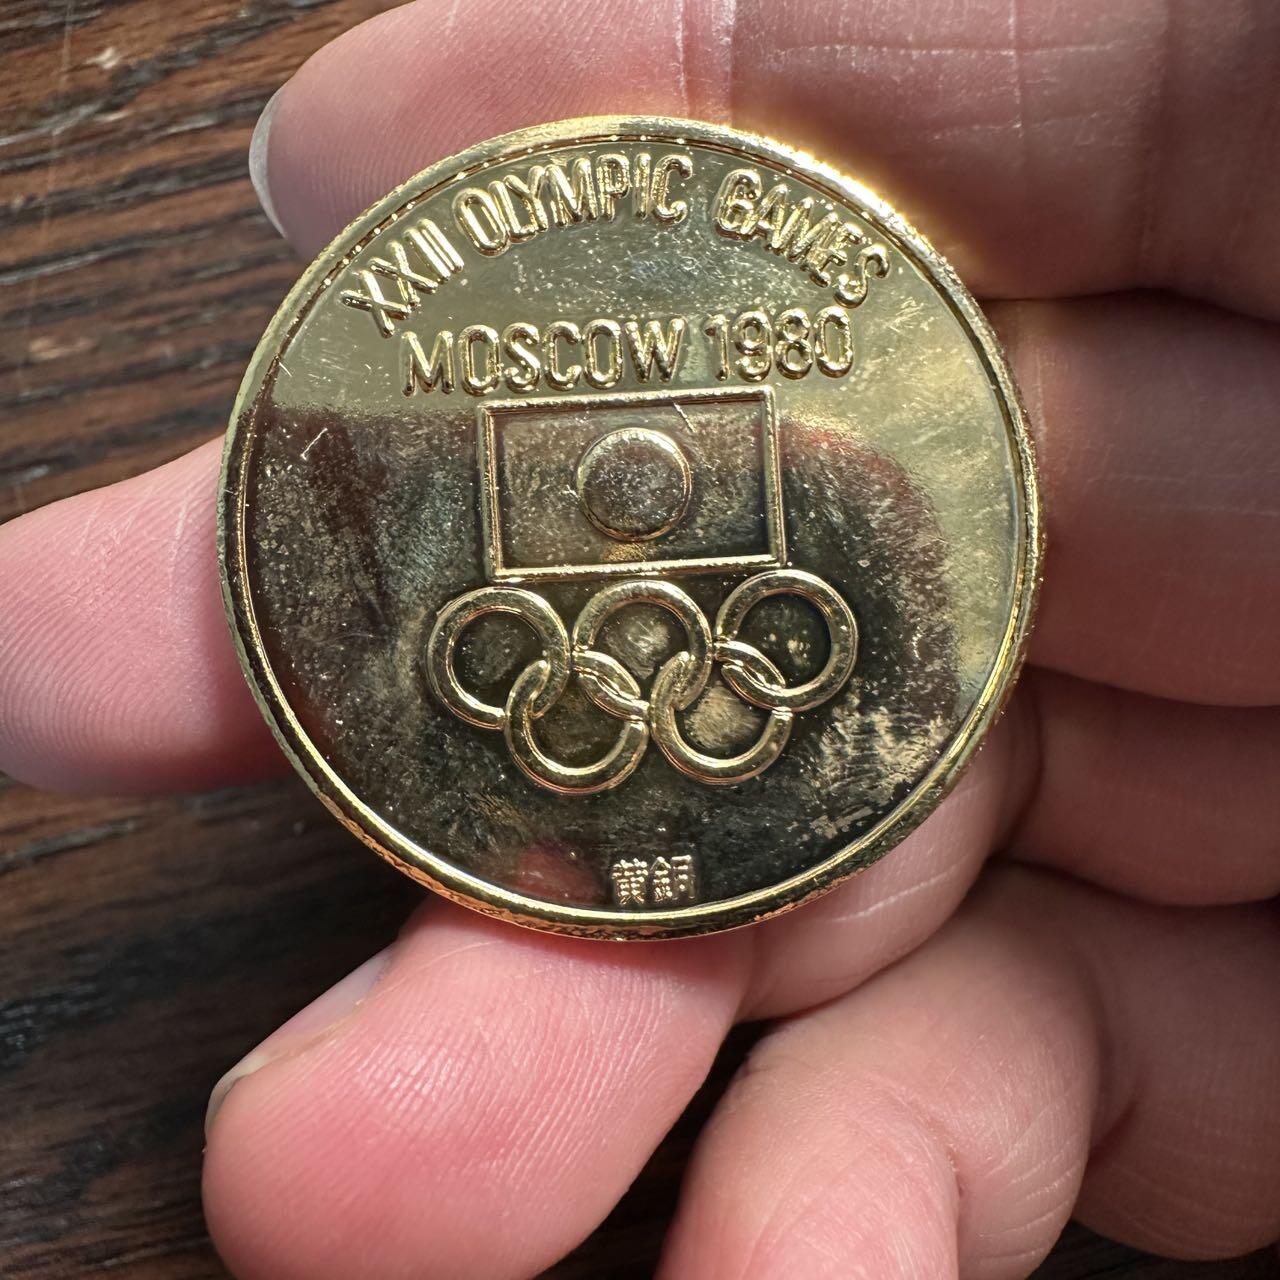 XXII OLYMPIC GAMES
MOSCOW 1980
黄銅